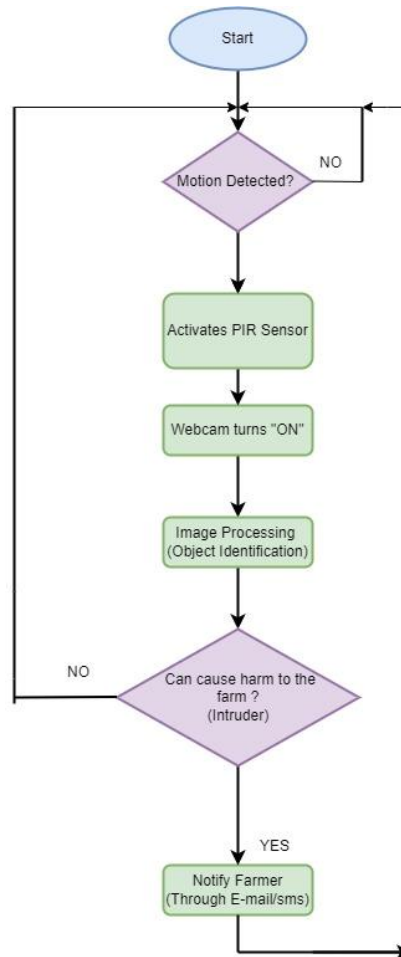 Start
NO
Motion Detected?
Activates PIR Sensor
Webcam turns "ON"
Image Processing
(Object Identification)
NO
Can cause harm to the
farm ?
(Intruder)
YES
Notify Farmer
(Through E-mail/sms)